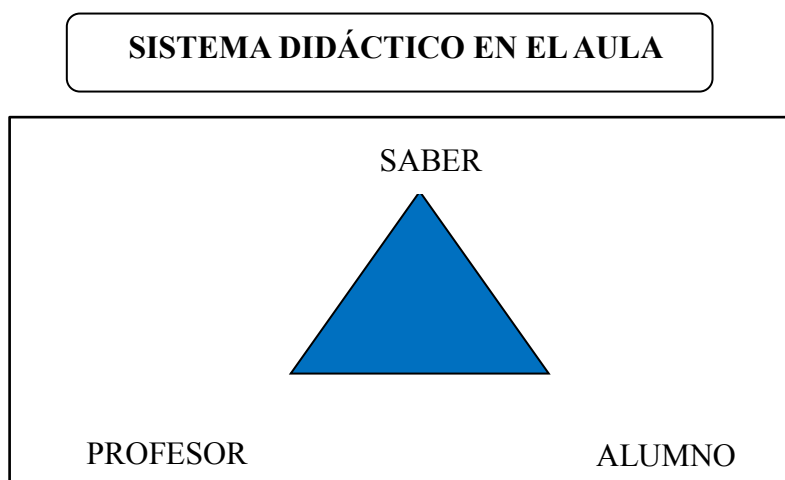 SISTEMA DIDÁCTICO EN EL AULA
SABER
PROFESOR ALUMNO